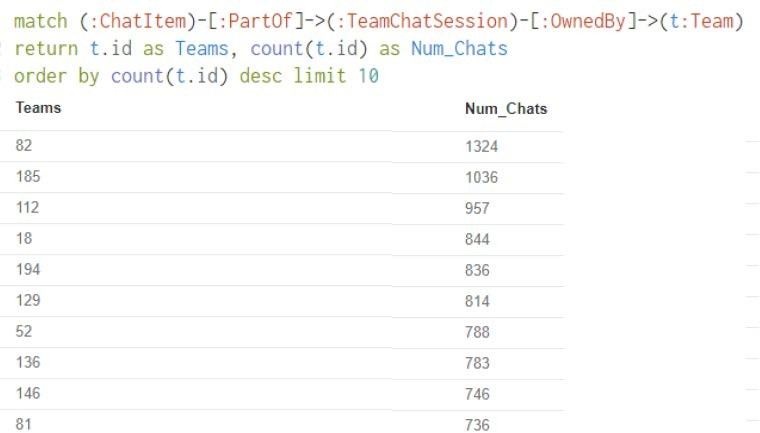 match (:ChatItem)-[:PartOf]->(:TeamChatSession)-[:OwnedBy]->(t:Team)
return t.id as Teams, count(t.id) as Num_Chats
order by count(t.id) desc limit 10
Teams Num_Chats
82 1324
185 1036
112 957
18 844
194 836
129 814
52 788
136 783
146 746
81 736